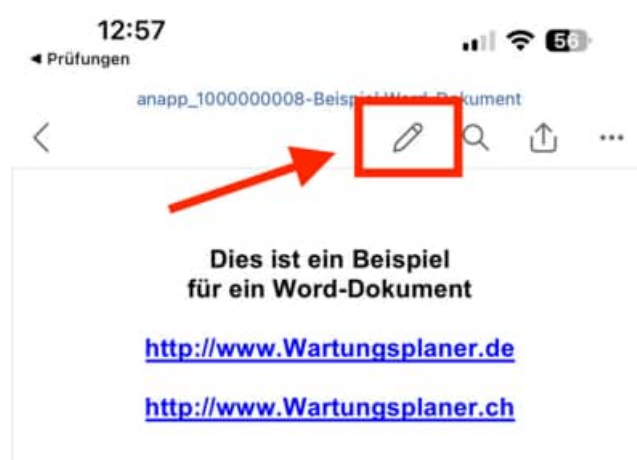 12:57
56
◄ Prüfungen
anapp_1000000008-Beispiel Word-Dokument
Dies ist ein Beispiel
für ein Word-Dokument
http://www.Wartungsplaner.de
http://www.Wartungsplaner.ch